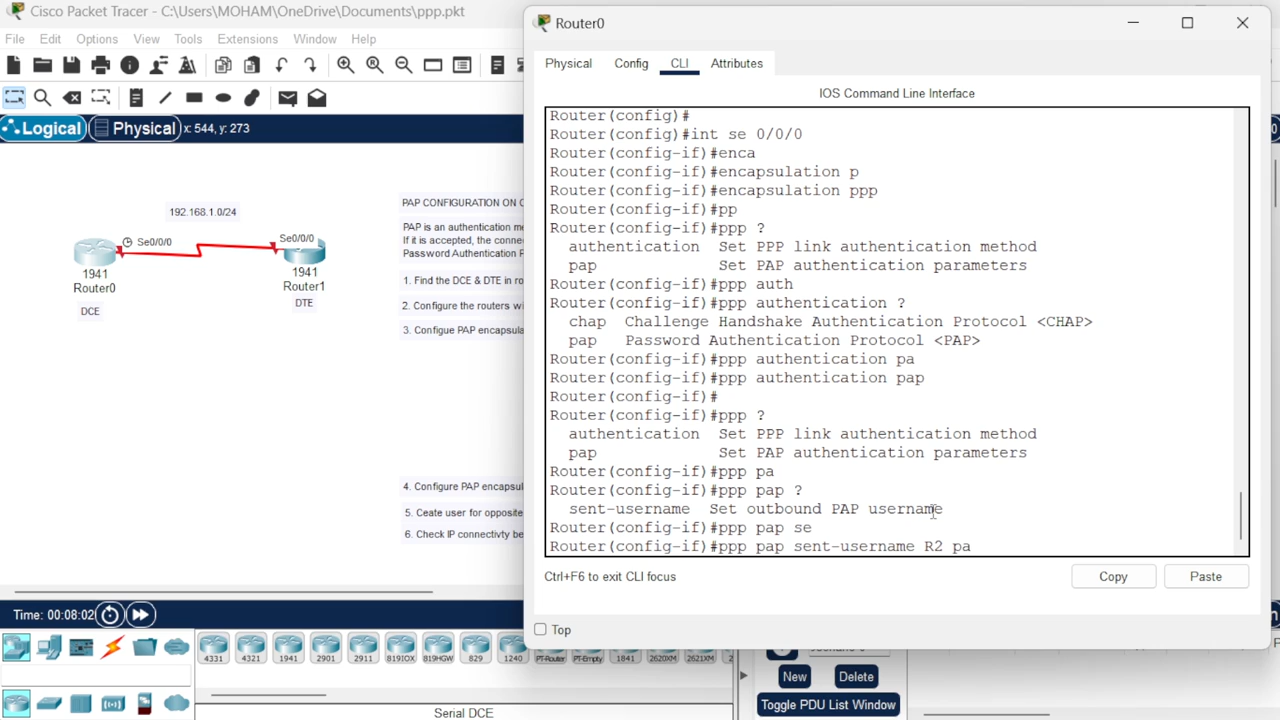 Cisco Packet Tracer - C:\Users\MOHAM\OneDrive\Documents\ppp.pkt
File Edit Options View Tools Extensions Window Help
Logical Physical x: 544, y: 273
192.168.1.0/24
Se0/0/0
Se0/0/0
1941
Router0
DCE
1941
Router1
DTE
PAP CONFIGURATION ON
PAP is an authentication
If it is accepted, the
Password Authentication
1. Find the DCE & DTE in
2. Configure the routers
3. Configue PAP
4. Configure PAP
5. Ceate user for opposite
6. Check IP connectivty
Router0
Physical Config CLI Attributes
IOS Command Line Interface
Router(config)#
Router(config)#int se 0/0/0
Router(config-if)#enca
Router(config-if)#encapsulation p
Router(config-if)#encapsulation ppp
Router(config-if)#pp
Router(config-if)#ppp ?
authentication Set PPP link authentication method
pap Set PAP authentication parameters
Router(config-if)#ppp auth
Router(config-if)#ppp authentication ?
chap Challenge Handshake Authentication Protocol <CHAP>
pap Password Authentication Protocol <PAP>
Router(config-if)#ppp authentication pa
Router(config-if)#ppp authentication pap
Router(config-if)#
Router(config-if)#ppp ?
authentication Set PPP link authentication method
pap Set PAP authentication parameters
Router(config-if)#ppp pa
Router(config-if)#ppp pap ?
sent-username Set outbound PAP username
Router(config-if)#ppp pap se
Router(config-if)#ppp pap sent-username R2 pa
Ctrl+F6 to exit CLI focus
Copy Paste
Top
Time: 00:08:02
4331 4321 1941 2901 2911 819IOX 819HGW 829 1240 PT-Router PT-Empty 1841 2620XM 2621XM
New Delete
Toggle PDU List Window
Serial DCE